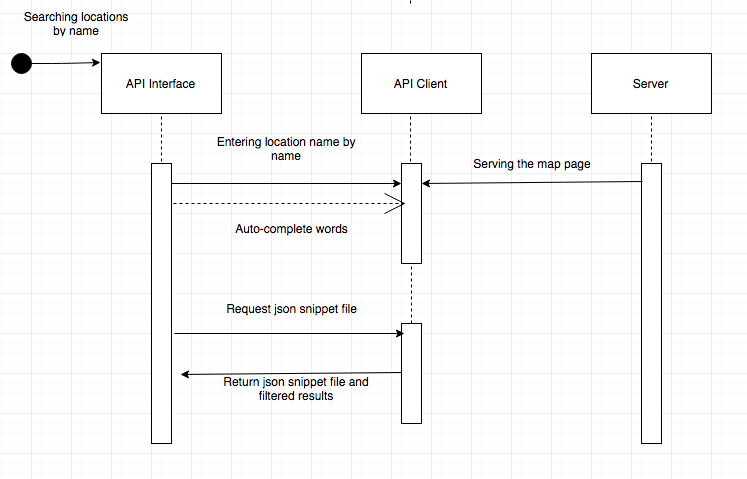 Searching locations
by name
API Interface
API Client
Server
Entering location name by
name
Serving the map page
Auto-complete words
Request json snippet file
Return json snippet file and
filtered results